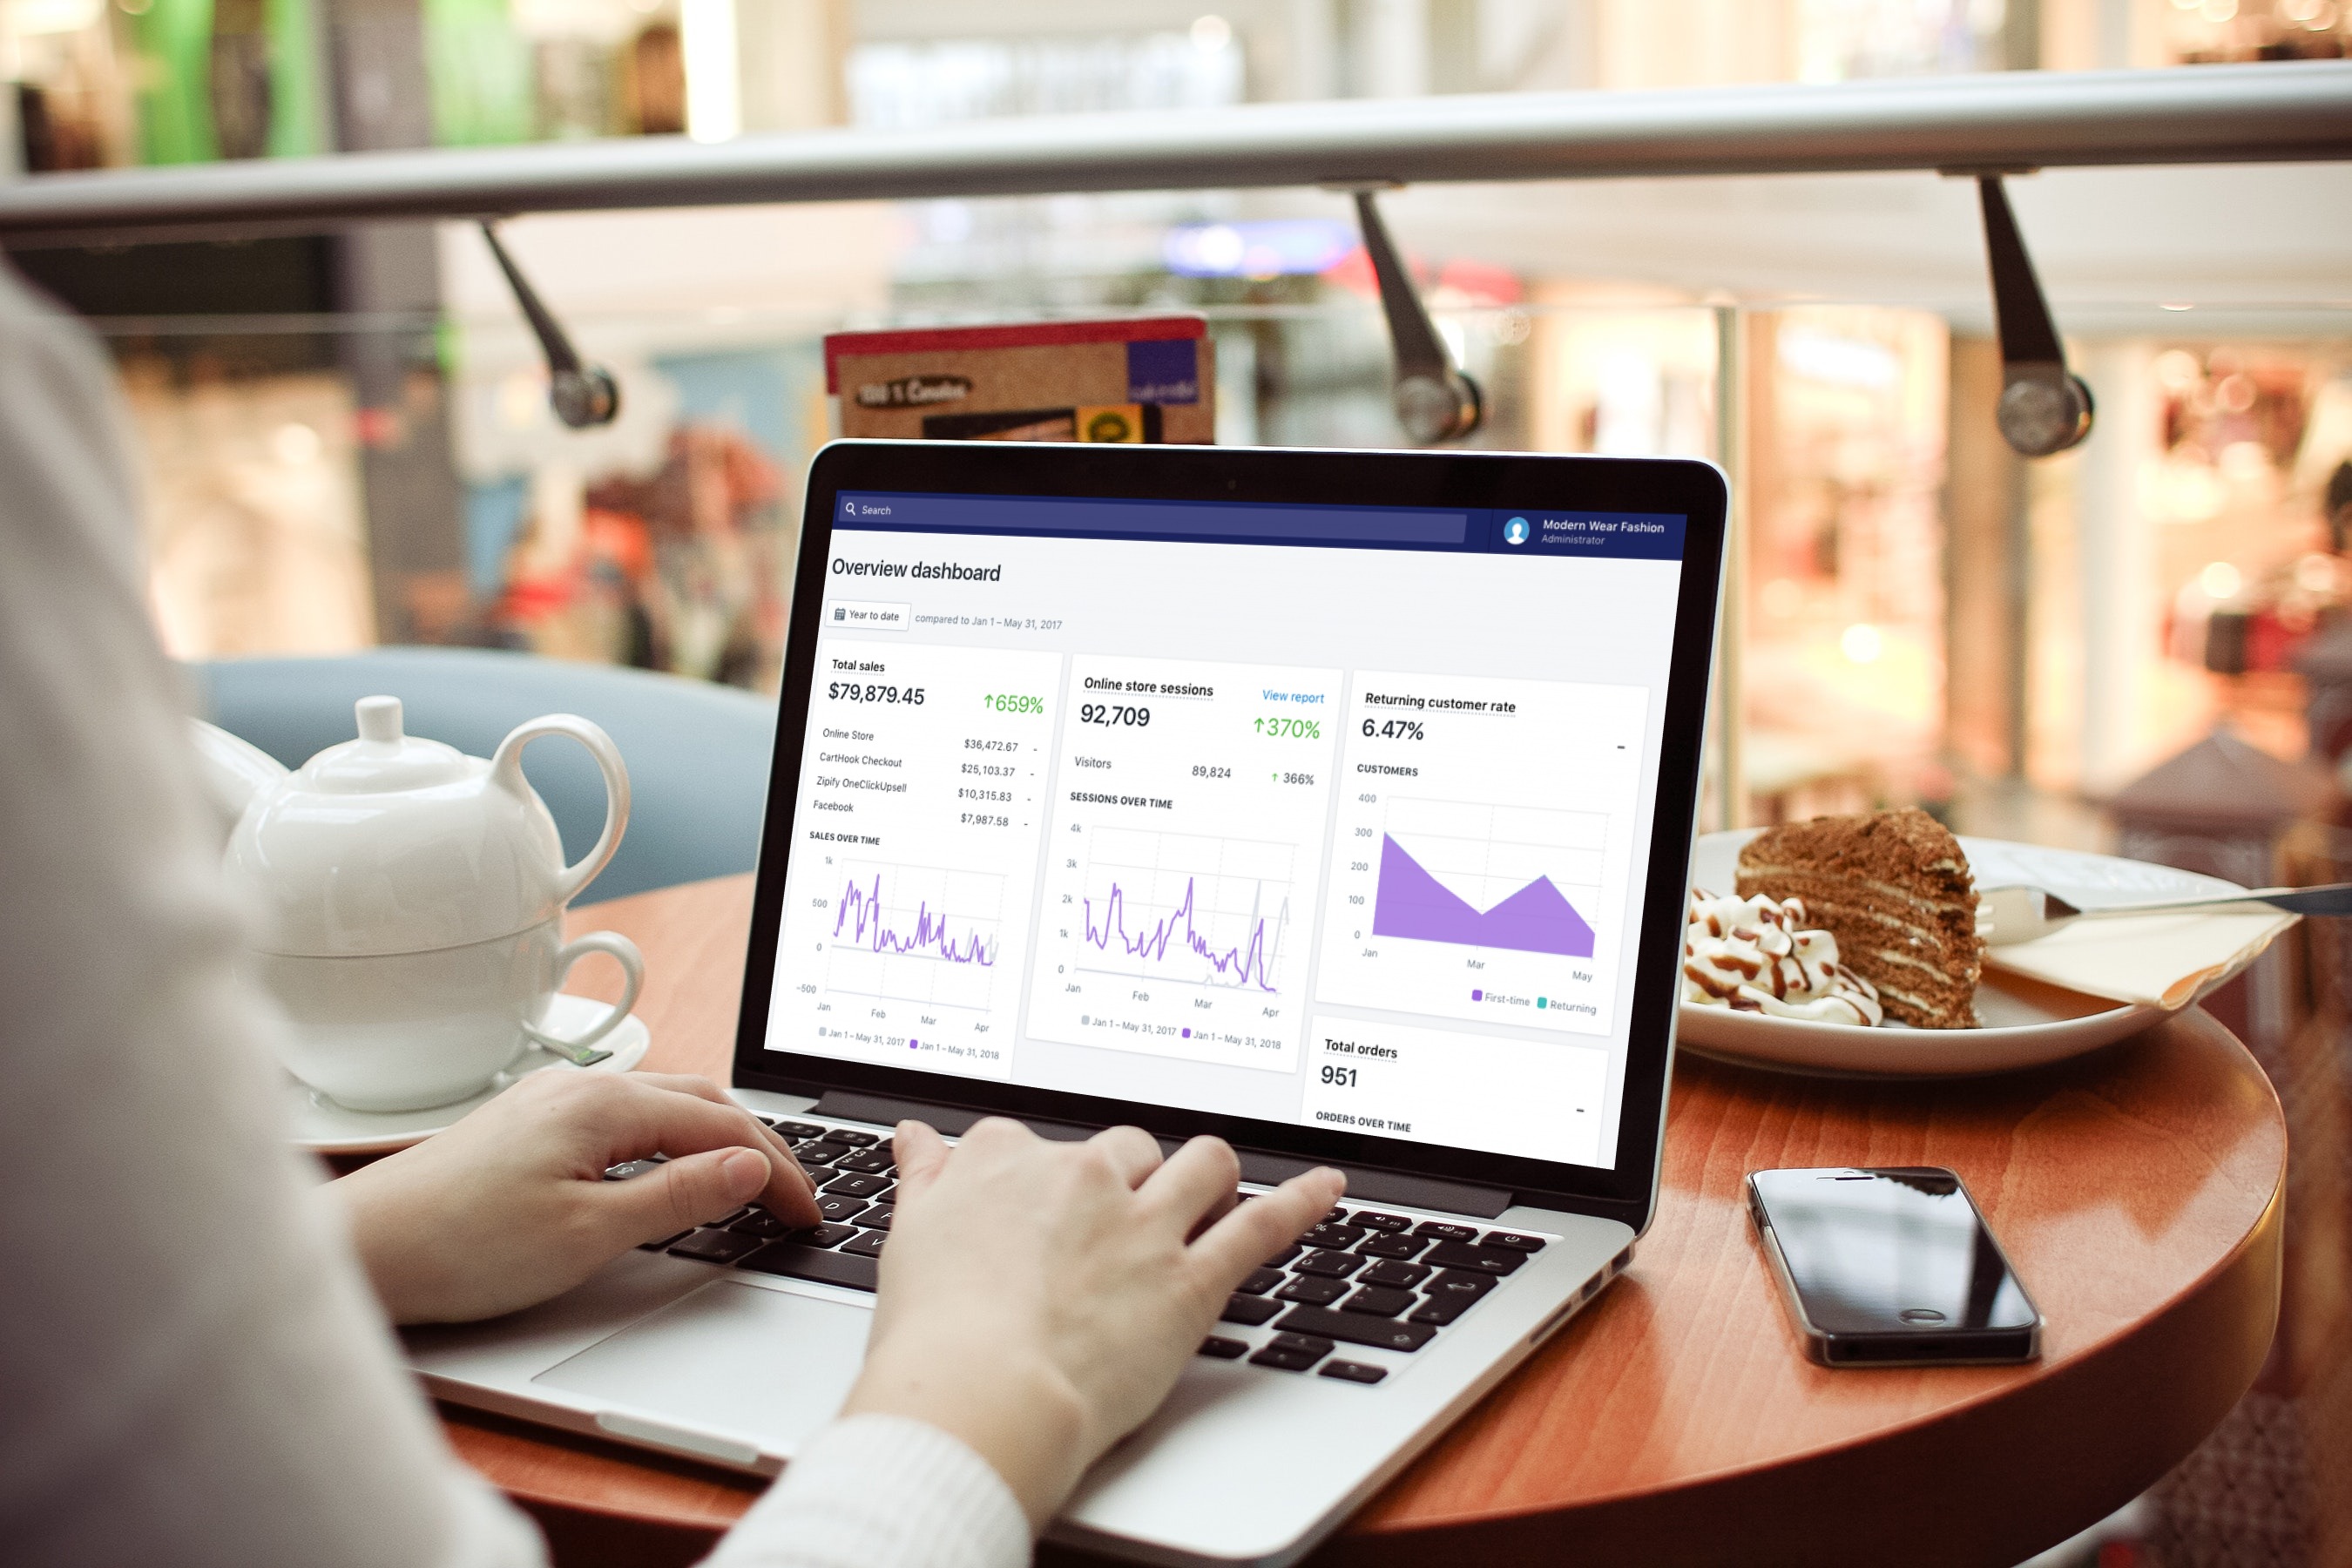 Search
Modern Wear Fashion
Administrator
Overview dashboard
Year to date
compared to Jan 1 – May 31, 2017
Total sales
$79,879.45
↑659%
Online Store
$36,472.67 -
CartHook Checkout
$25,103.37 -
Zipify OneClickUpsell
$10,315.83 -
Facebook
$7,987.58 -
SALES OVER TIME
1k
500
0
-500
Jan
Feb
Mar
Apr
Jan 1 – May 31, 2017
Jan 1 – May 31, 2018
Online store sessions
View report
92,709
↑370%
Visitors
89,824
↑ 366%
SESSIONS OVER TIME
4k
3k
2k
1k
0
Jan
Feb
Mar
Apr
Jan 1 – May 31, 2017
Jan 1 – May 31, 2018
Returning customer rate
6.47%
-
CUSTOMERS
400
300
200
100
0
Jan
Mar
May
First-time
Returning
Total orders
951
-
ORDERS OVER TIME